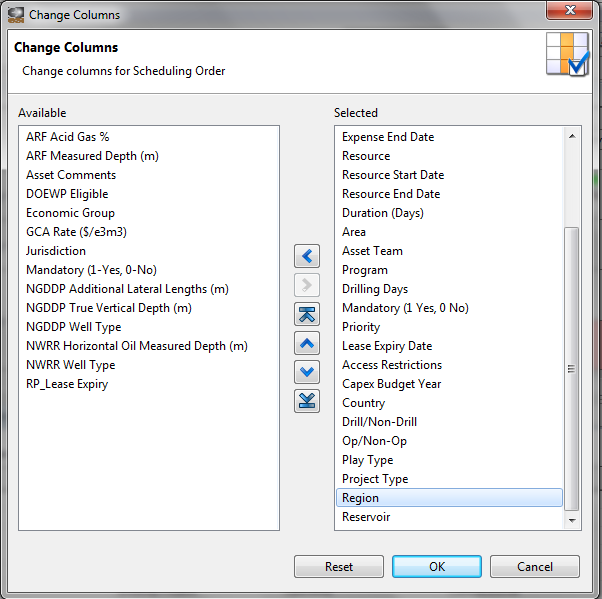 Change Columns
Change Columns
Change columns for Scheduling Order
Available
ARF Acid Gas %
ARF Measured Depth (m)
Asset Comments
DOEWP Eligible
Economic Group
GCA Rate ($/e3m3)
Jurisdiction
Mandatory (1-Yes, 0-No)
NGDDP Additional Lateral Lengths (m)
NGDDP True Vertical Depth (m)
NGDDP Well Type
NWRR Horizontal Oil Measured Depth (m)
NWRR Well Type
RP_Lease Expiry
Selected
Expense End Date
Resource
Resource Start Date
Resource End Date
Duration (Days)
Area
Asset Team
Program
Drilling Days
Mandatory (1 Yes, 0 No)
Priority
Lease Expiry Date
Access Restrictions
Capex Budget Year
Country
Drill/Non-Drill
Op/Non-Op
Play Type
Project Type
Region
Reservoir
Reset
OK
Cancel